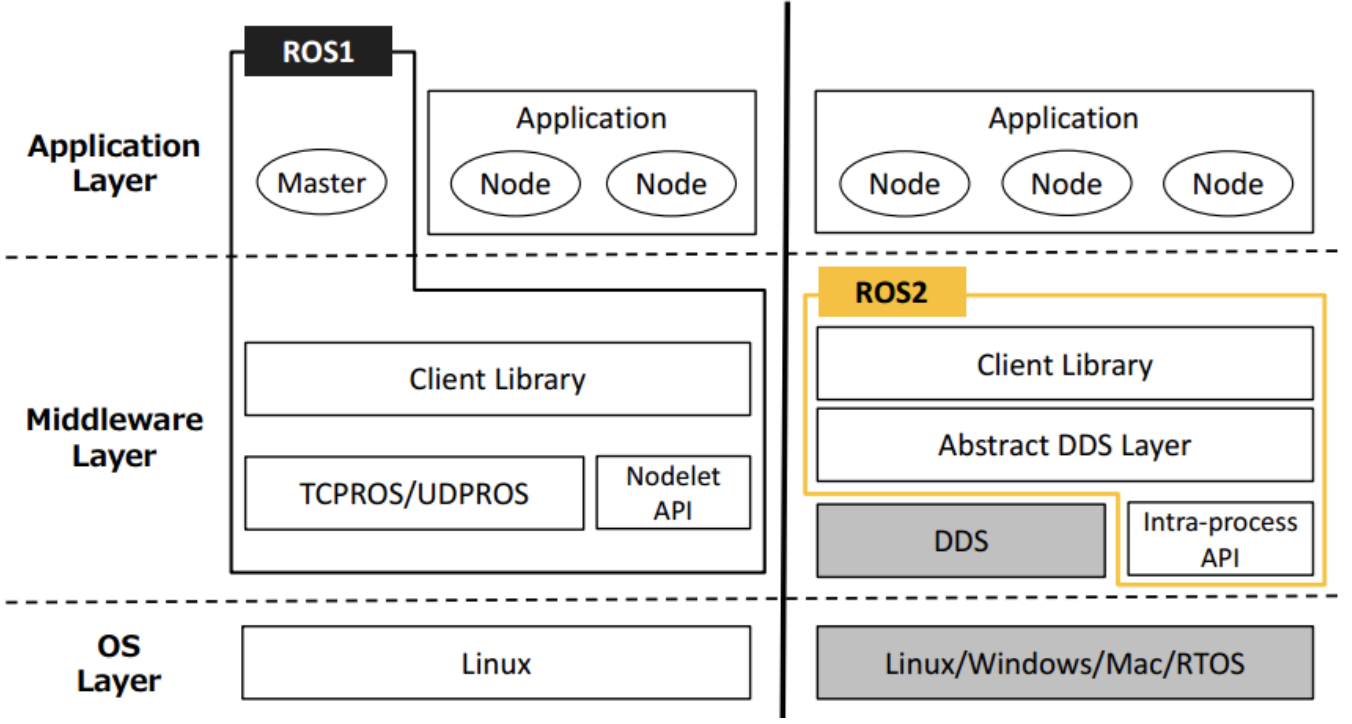 ROS1
Application
Layer
Master
Application
Node
Node
Application
Node
Node
Node
Middleware
Layer
Client Library
TCPROS/UDPROS
Nodelet
API
ROS2
Client Library
Abstract DDS Layer
DDS
Intra-process
API
OS
Layer
Linux
Linux/Windows/Mac/RTOS